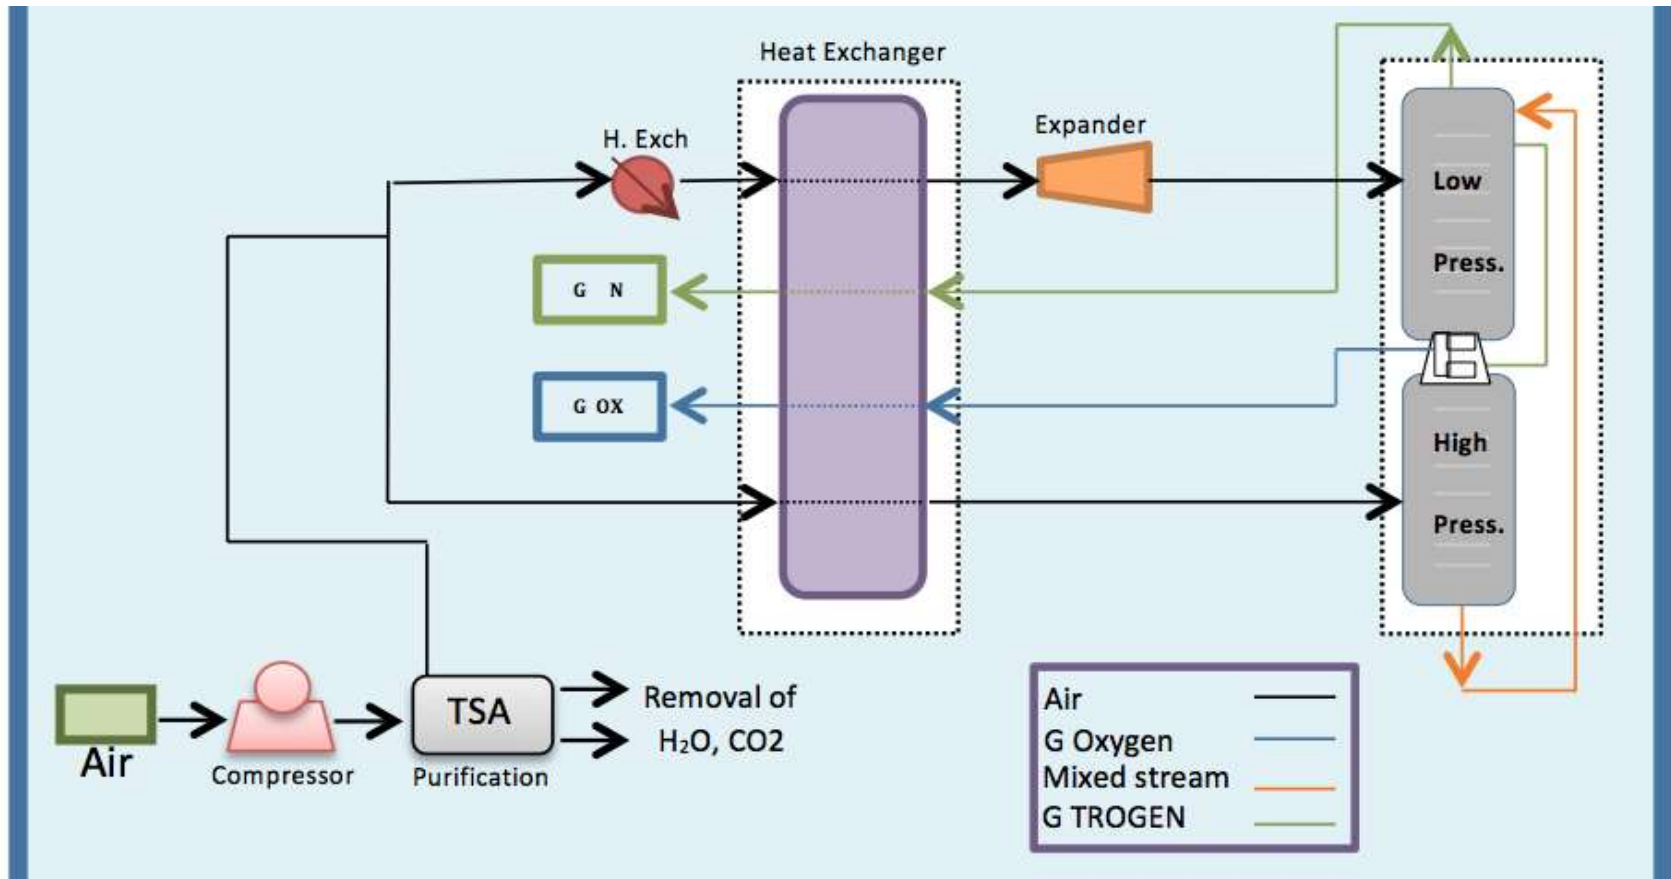 Heat Exchanger
H. Exch
Expander
Low
Press.
G N
G OX
High
Press.
Air
Compressor
TSA
Purification
Removal of
H₂O, CO2
Air
G Oxygen
Mixed stream
G TROGEN